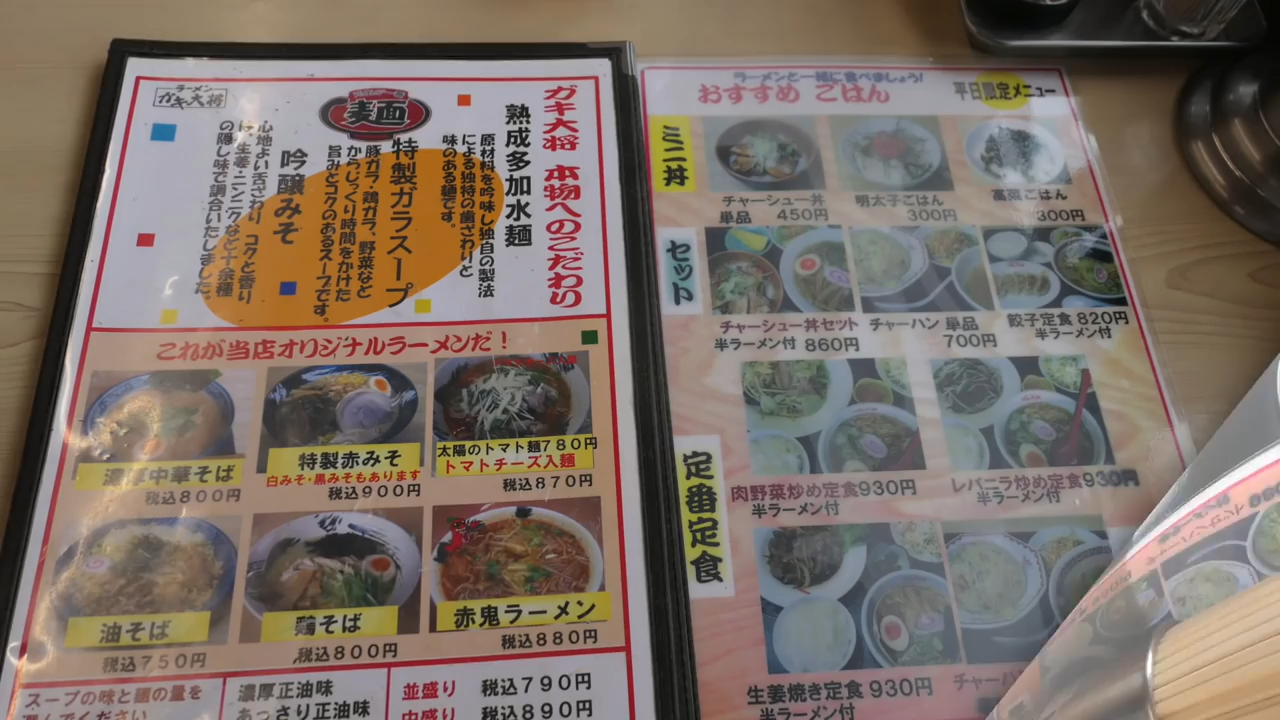 ラーメン
ガキ大将
ガキ大将 本物へのこだわり
熟成多加水麺
原材料を吟味し独自の製法
による独特の歯ざわりと
味のある麺です。
麺
特製ガラスープ
豚ガラ・鶏ガラ、野菜など
からじっくり時間をかけた
旨みとコクのあるスープです。
吟醸みそ
心地よい舌ざわり コクと香り
は、生姜・ニンニクなど十余種
の隠し味で調合いたしました。
これが当店オリジナルラーメンだ！
濃厚中華そば
税込８００円
特製赤みそ
白みそ・黒みそもあります
税込９００円
太陽のトマト麺７８０円
トマトチーズ入麺
税込８７０円
油そば
税込７５０円
鶏そば
税込８００円
赤鬼ラーメン
税込８８０円
スープの味と麺の量を
選んでください
濃厚正油味
あっさり正油味
並盛り 税込７９０円
中盛り 税込８９０円
ラーメンと一緒に食べましょう！
おすすめ ごはん
平日限定メニュー
ミニ丼
チャーシュー丼
単品 ４５０円
明太子ごはん
３００円
高菜ごはん
３００円
セット
チャーシュー丼セット
半ラーメン付 ８６０円
チャーハン 単品
７００円
餃子定食 ８２０円
半ラーメン付
定番定食
肉野菜炒め定食９３０円
半ラーメン付
レバニラ炒め定食９３０円
半ラーメン付
生姜焼き定食 ９３０円
半ラーメン付